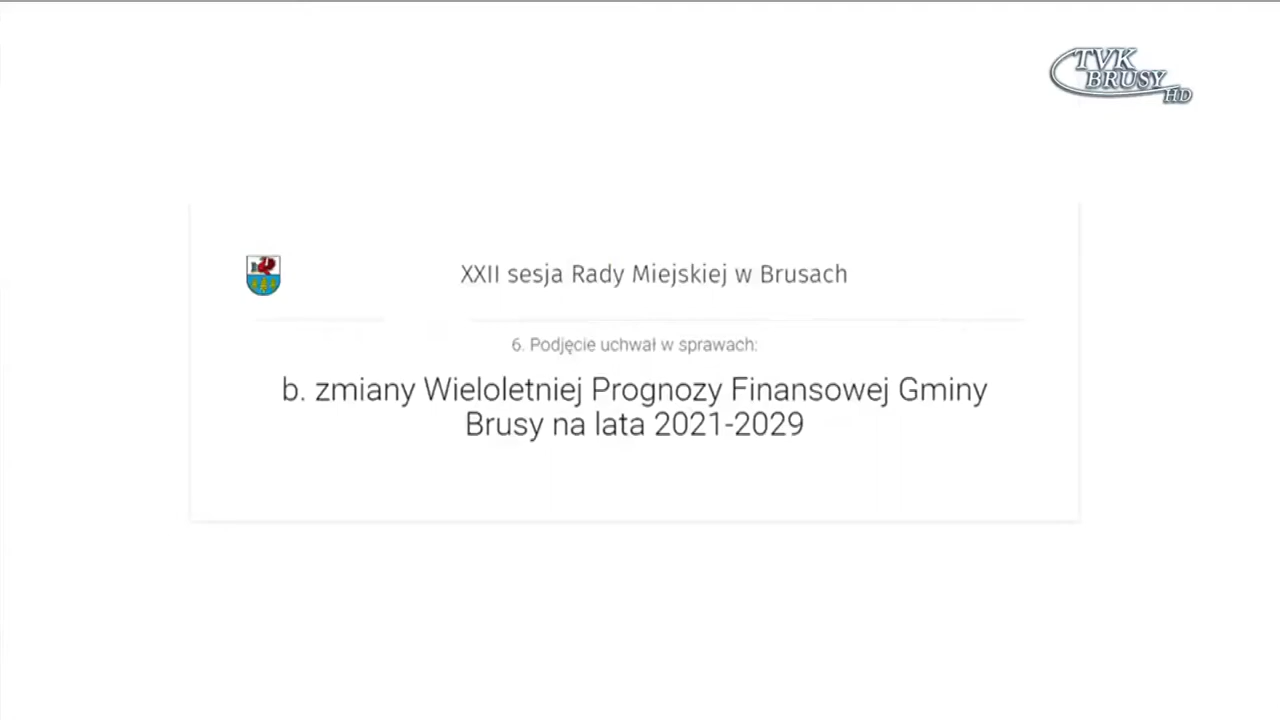 TVK
BRUSY
HD
XXII sesja Rady Miejskiej w Brusach
6. Podjęcie uchwał w sprawach:
b. zmiany Wieloletniej Prognozy Finansowej Gminy
Brusy na lata 2021-2029